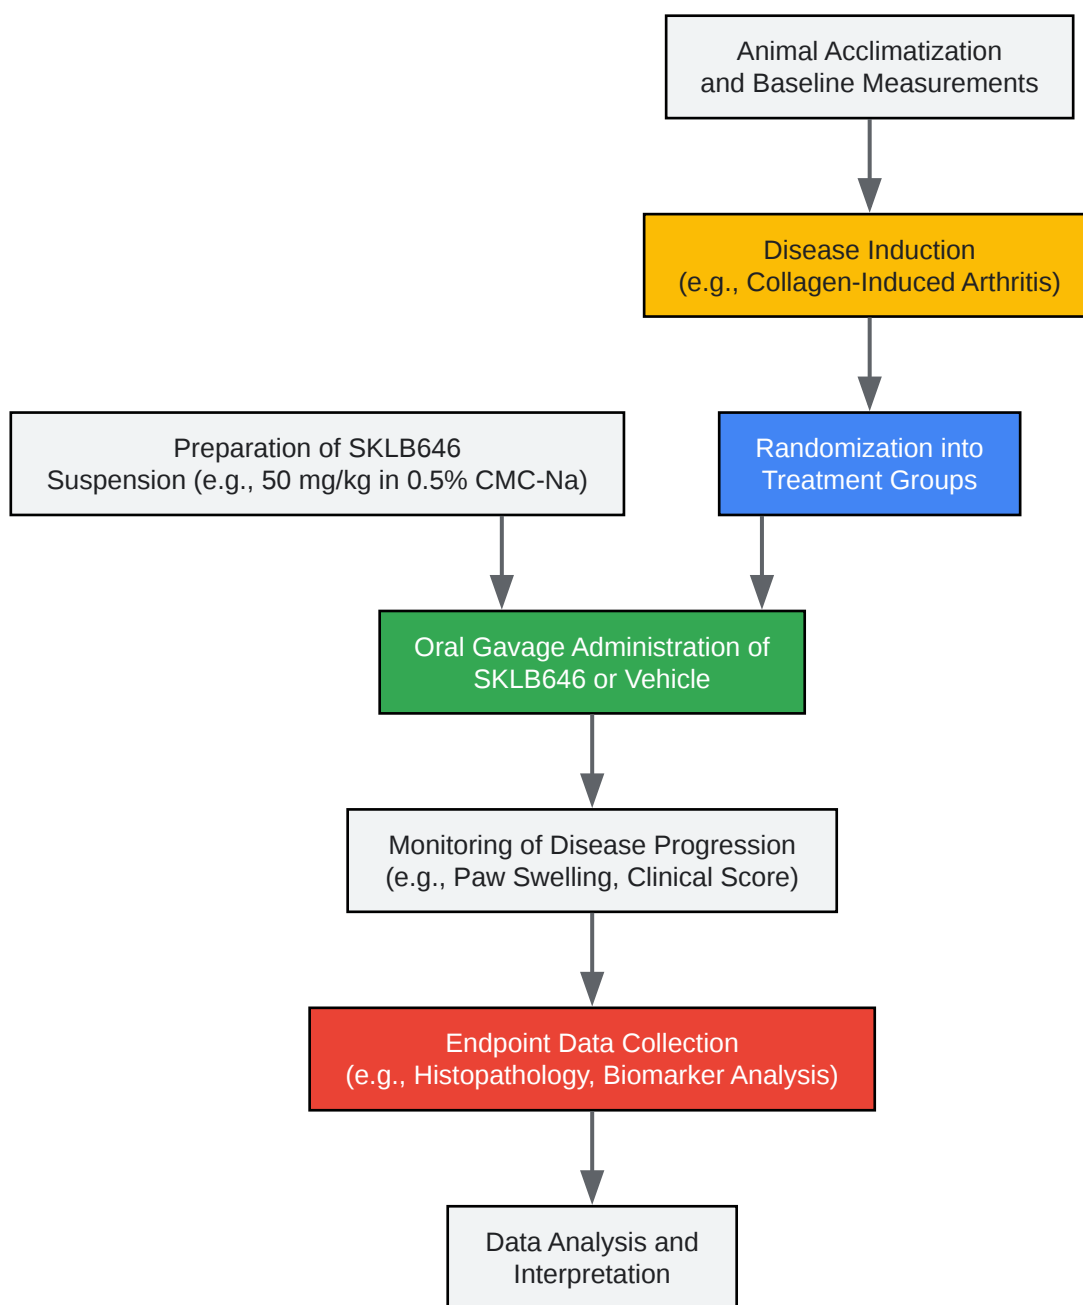 Animal Acclimatization
and Baseline Measurements
Disease Induction
(e.g., Collagen-Induced Arthritis)
Preparation of SKLB646
Suspension (e.g., 50 mg/kg in 0.5% CMC-Na)
Randomization into
Treatment Groups
Oral Gavage Administration of
SKLB646 or Vehicle
Monitoring of Disease Progression
(e.g., Paw Swelling, Clinical Score)
Endpoint Data Collection
(e.g., Histopathology, Biomarker Analysis)
Data Analysis and
Interpretation